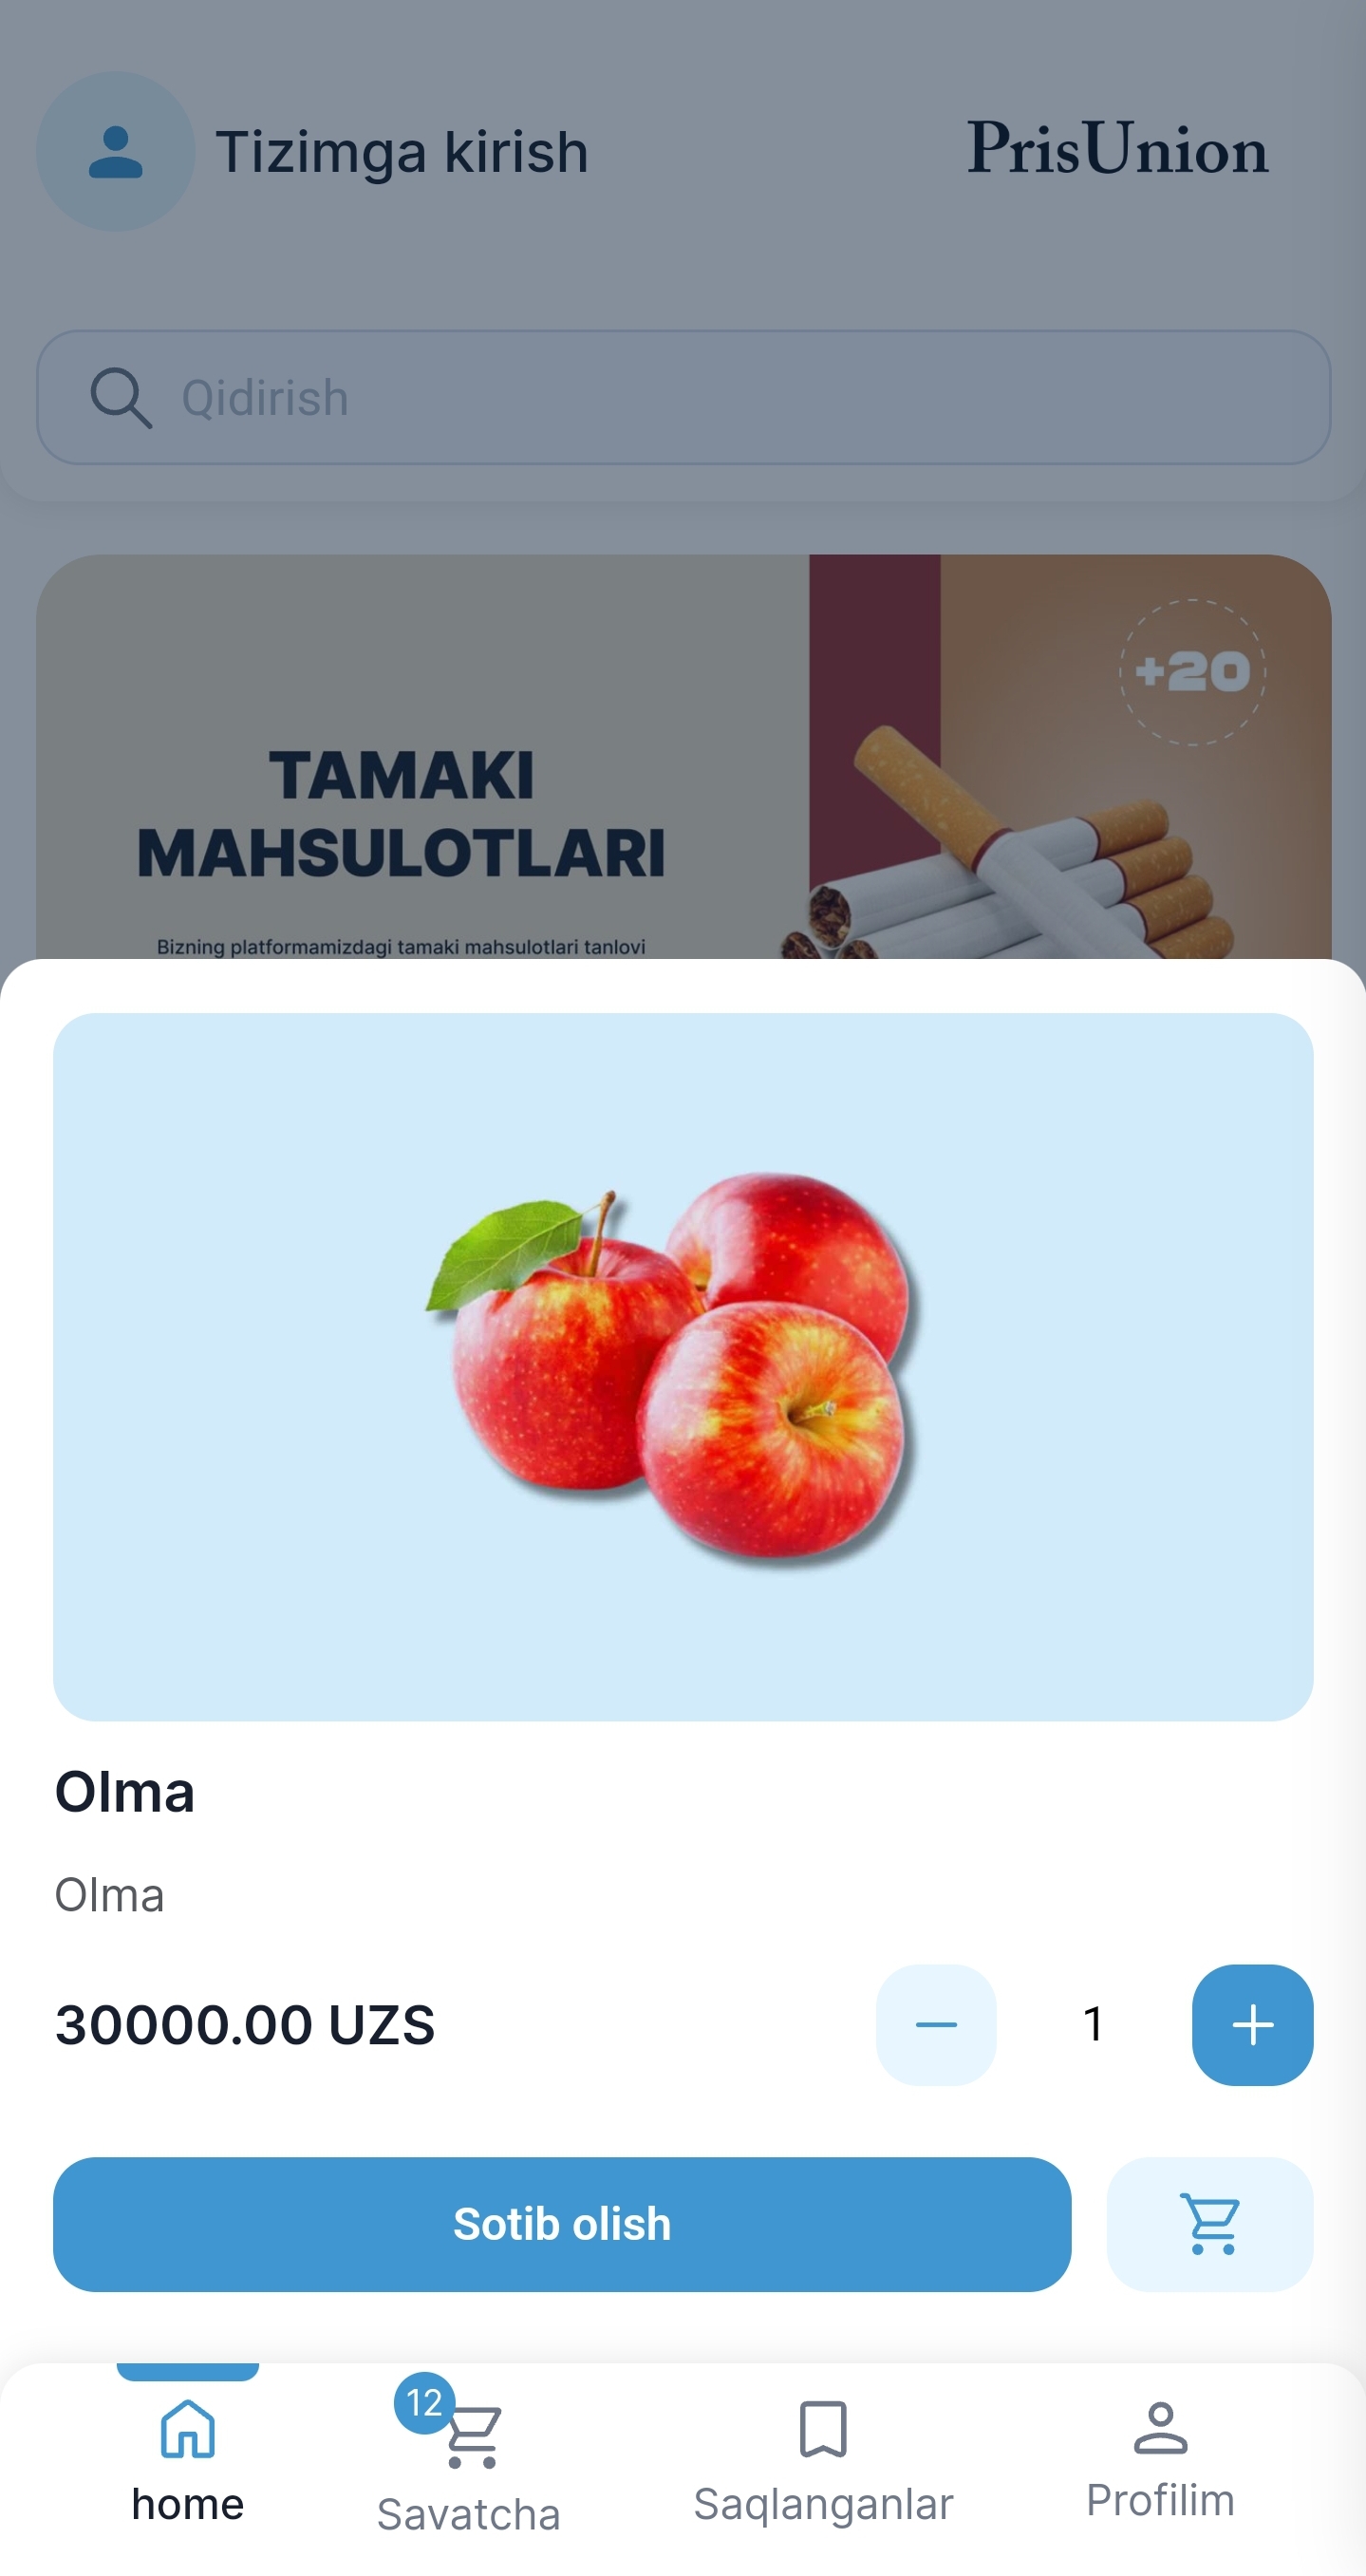 Tizimga kirish
PrisUnion
Qidirish
+20
TAMAKI
MAHSULOTLARI
Bizning platformamizdagi tamaki mahsulotlari tanlovi
Olma
Olma
30000.00 UZS
1
Sotib olish
12
home
Savatcha
Saqlanganlar
Profilim